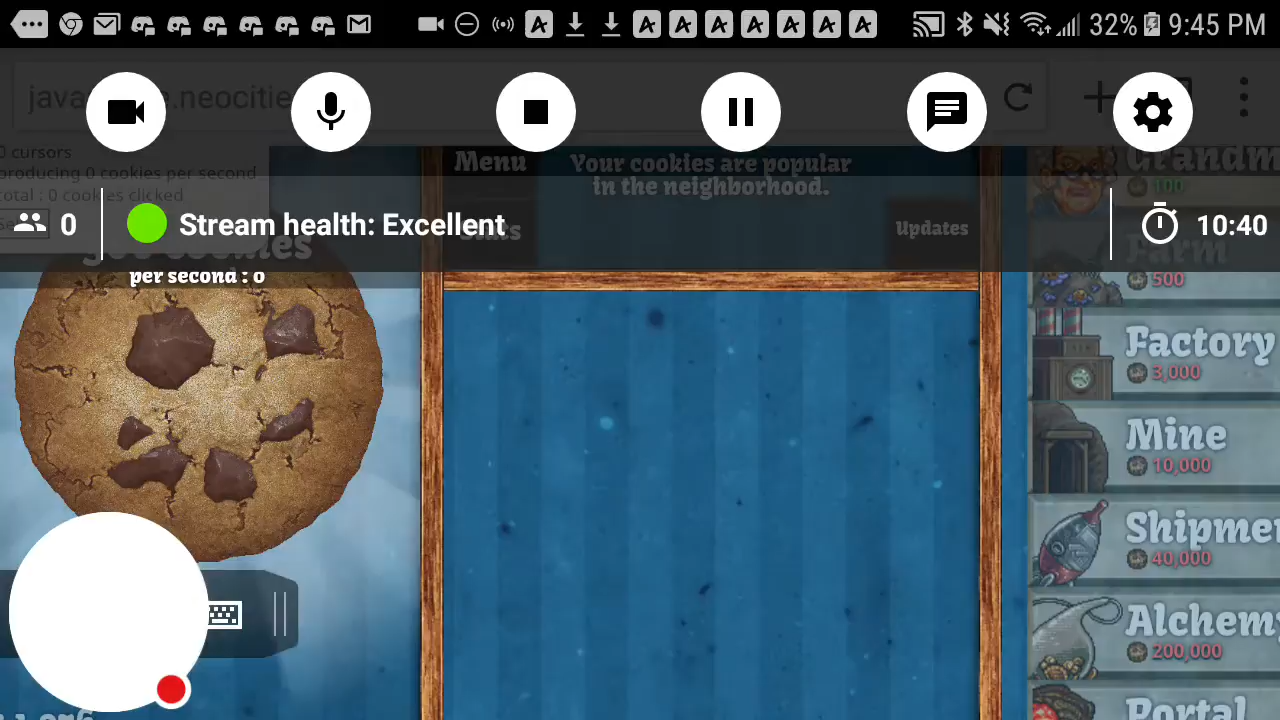 32% 9:45 PM
0 cursors
producing 0 cookies per second
total : 0 cookies clicked
Menu
Your cookies are popular
in the neighborhood.
100
0
Stream health: Excellent
Updates
10:40
Farm
500
per second : 0
Factory
3,000
Mine
10,000
Shipmen
40,000
Alchemy
200,000
Portal